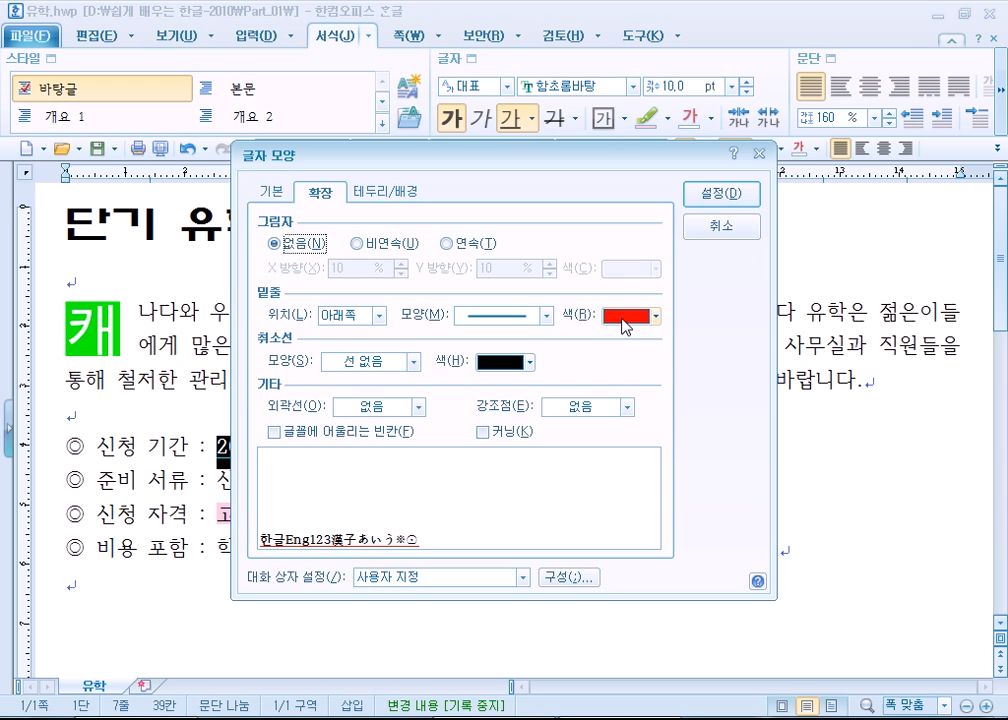 유학.hwp [D:₩쉽게 배우는 한글-2010₩Part_01₩] - 한컴오피스 한글
파일(F) 편집(E) 보기(U) 입력(D) 서식(J) 쪽(W) 보안(R) 검토(H) 도구(K)
스타일 글자 문단
바탕글 본문
개요 1 개요 2
대표 함초롬바탕 10,0 pt 160 %
가 가 가 가 가 가 가 가나 가나
단기 유학
캐 나다와 우 다 유학은 젊은이들
에게 많은 사무실과 직원들을
통해 철저한 관리 바랍니다.
◎ 신청 기간 : 2
◎ 준비 서류 : 신
◎ 신청 자격 : 고
◎ 비용 포함 : 학
글자 모양
기본 확장 테두리/배경
설정(D)
취소
그림자
없음(N) 비연속(U) 연속(T)
X 방향(X): 10 % Y 방향(Y): 10 % 색(C):
밑줄
위치(L): 아래쪽 모양(M): 색(R):
취소선
모양(S): 선 없음 색(H):
기타
외곽선(O): 없음 강조점(E): 없음
글꼴에 어울리는 빈칸(F) 커닝(K)
한글Eng123漢子あいう※⊙
대화 상자 설정(/): 사용자 지정 구성(;)...
유학
1/1쪽 1단 7줄 39칸 문단 나눔 1/1 구역 삽입 변경 내용 [기록 중지] 폭 맞춤